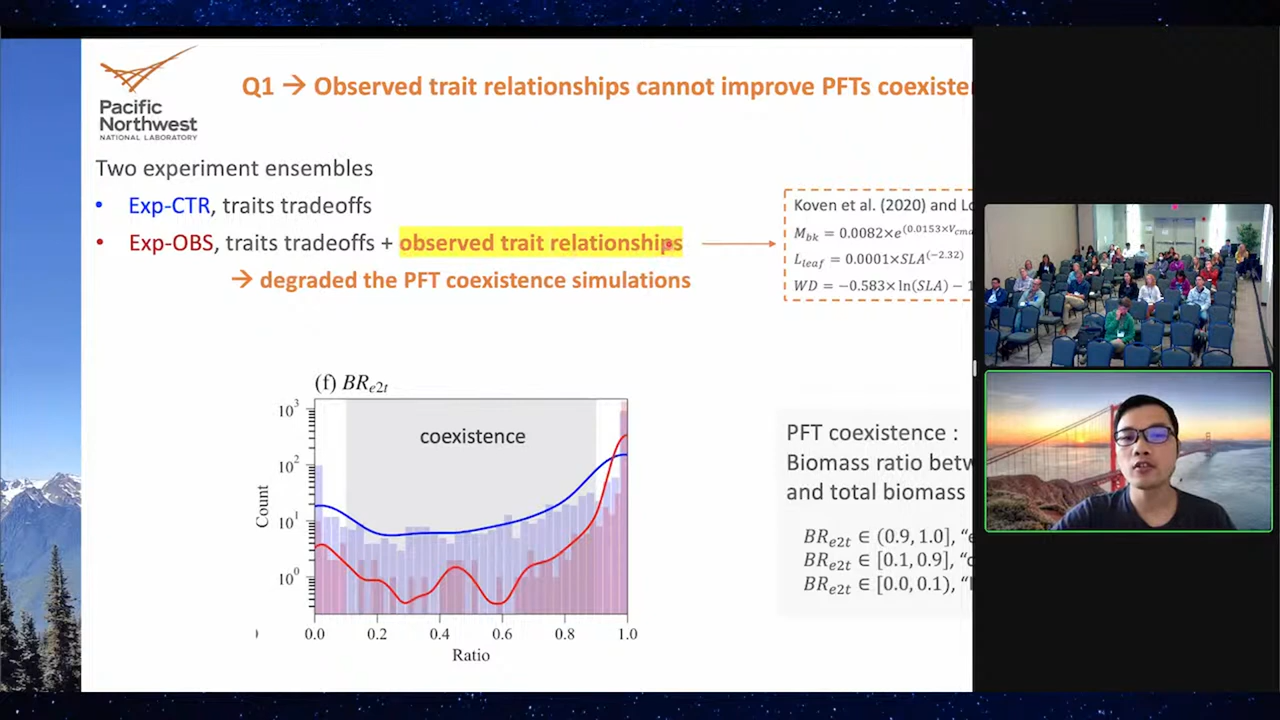 Pacific
Northwest
NATIONAL LABORATORY
Q1 → Observed trait relationships cannot improve PFTs
Two experiment ensembles
• Exp-CTR, traits tradeoffs
• Exp-OBS, traits tradeoffs + observed trait relationships
→ degraded the PFT coexistence simulations
Koven et al. (2020) and
M_bk = 0.0082×e^(0.0153×V_cma
L_leaf = 0.0001×SLA^(−2.32)
WD = −0.583×ln(SLA) − 1
(f) BR_e2t
coexistence
10^3
10^2
10^1
10^0
Count
0.0 0.2 0.4 0.6 0.8 1.0
Ratio
PFT coexistence :
Biomass ratio
and total biomass
BR_e2t ∈ (0.9, 1.0], "
BR_e2t ∈ [0.1, 0.9], "
BR_e2t ∈ [0.0, 0.1), "